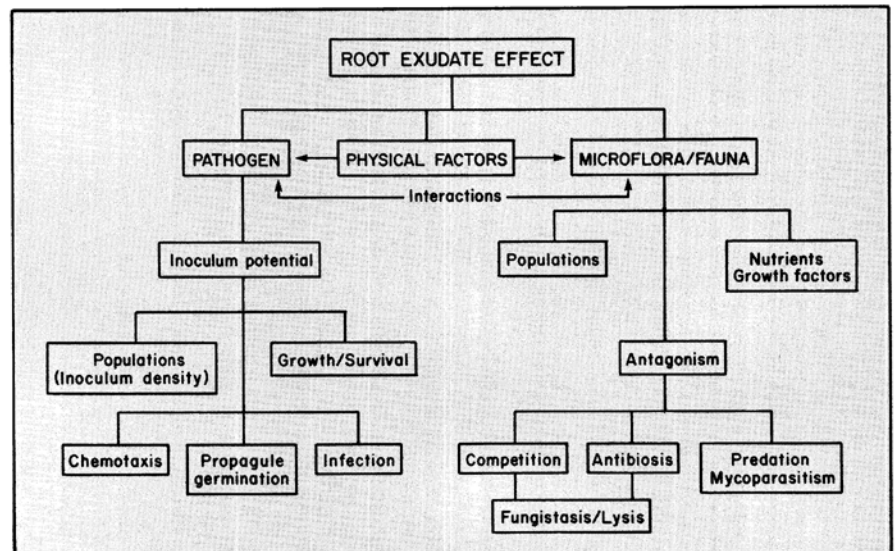 ROOT EXUDATE EFFECT
PATHOGEN
PHYSICAL FACTORS
MICROFLORA/FAUNA
Interactions
Inoculum potential
Populations
Nutrients
Growth factors
Populations
(Inoculum density)
Growth/Survival
Antagonism
Chemotaxis
Propagule
germination
Infection
Competition
Antibiosis
Predation
Mycoparasitism
Fungistasis/Lysis